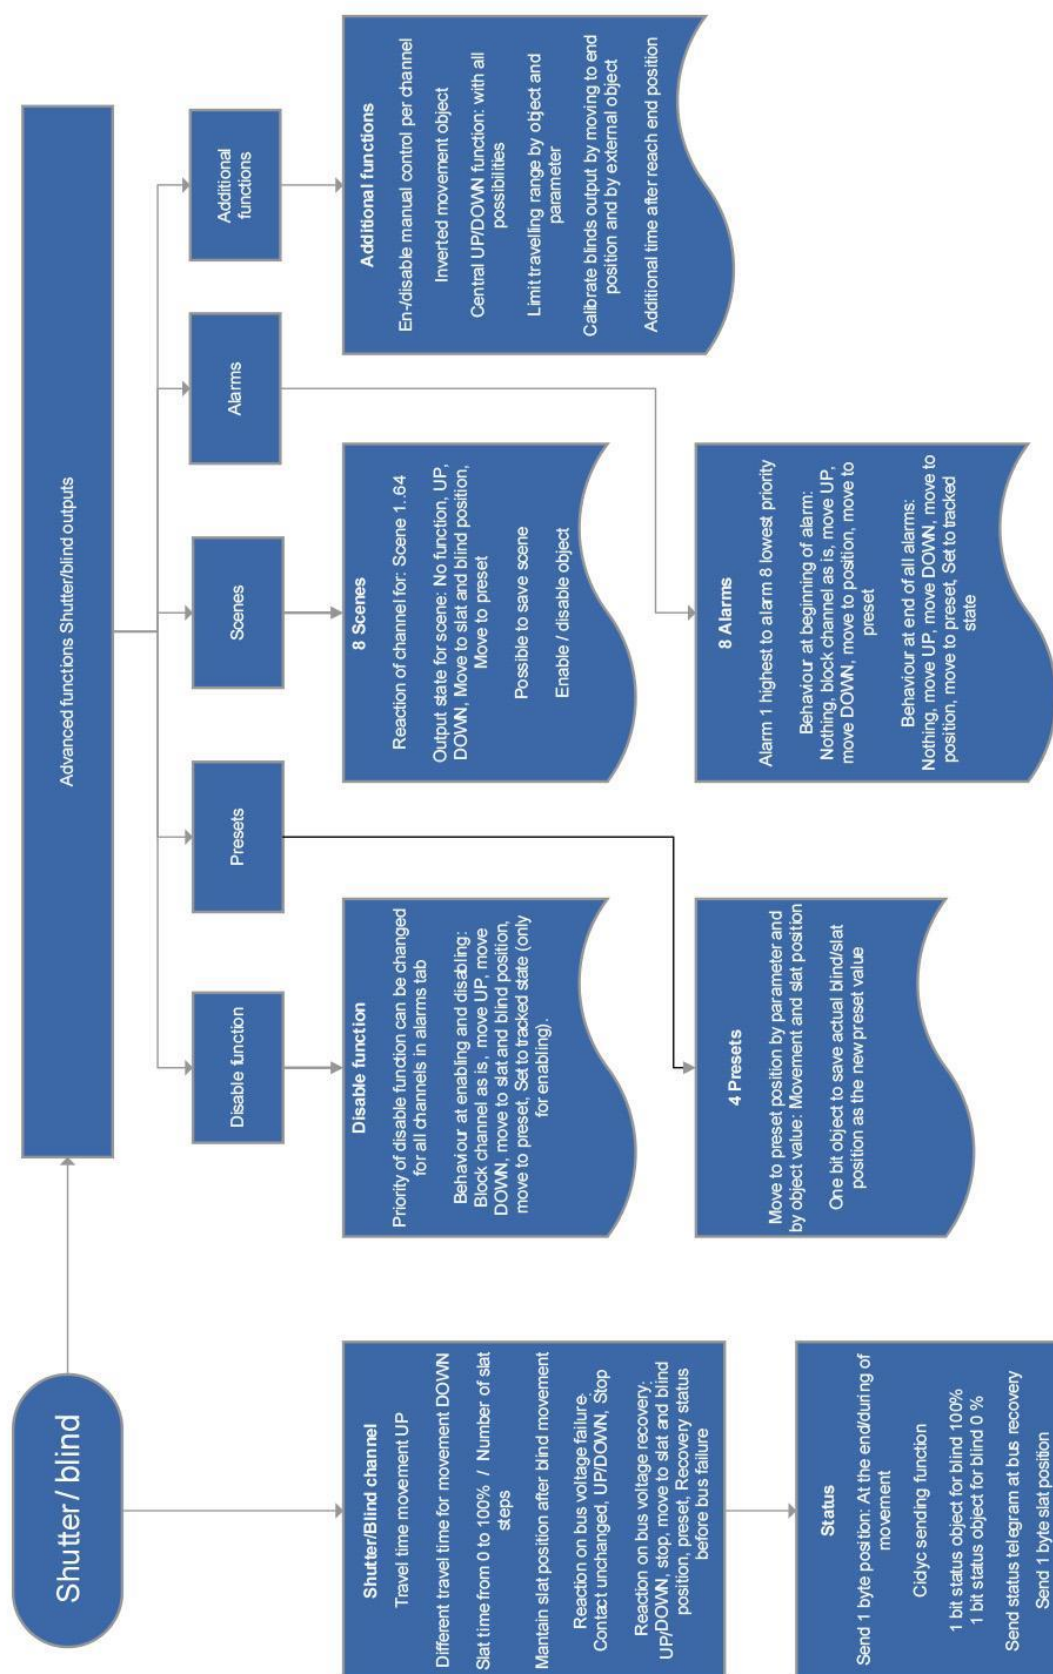 Shutter / blind
Advanced functions Shutter/blind outputs
Disable function
Presets
Scenes
Alarms
Additional
functions
Shutter/Blind channel
Travel time movement UP
Different travel time for movement DOWN
Slat time from 0 to 100% / Number of slat
steps
Mantain slat position after blind movement
Reaction on bus voltage failure:
Contact unchanged, UP/DOWN, Stop
Reaction on bus voltage recovery:
UP/DOWN, stop, move to slat and blind
position, preset, Recovery status
before bus failure
Disable function
Priority of disable function can be changed
for all channels in alarms tab
Behaviour at enabling and disabling:
Block channel as is, move UP, move
DOWN, move to slat and blind position,
move to preset, Set to tracked state (only
for enabling).
8 Scenes
Reaction of channel for: Scene 1..64
Output state for scene: No function, UP,
DOWN, Move to slat and blind position,
Move to preset
Possible to save scene
Enable / disable object
Additional functions
En-/disable manual control per channel
Inverted movement object
Central UP/DOWN function: with all
possibilities
Limit travelling range by object and
parameter
Calibrate blinds output by moving to end
position and by external object
Additional time after reach end position
Status
Send 1 byte position: At the end/during of
movement
Cidyc sending function
1 bit status object for blind 100%
1 bit status object for blind 0 %
Send status telegram at bus recovery
Send 1 byte slat position
4 Presets
Move to preset position by parameter and
by object value: Movement and slat position
One bit object to save actual blind/slat
position as the new preset value
8 Alarms
Alarm 1 highest to alarm 8 lowest priority
Behaviour at beginning of alarm:
Nothing, block channel as is, move UP,
move DOWN, move to position, move to
preset
Behaviour at end of all alarms:
Nothing, move UP, move DOWN, move to
position, move to preset, Set to tracked
state